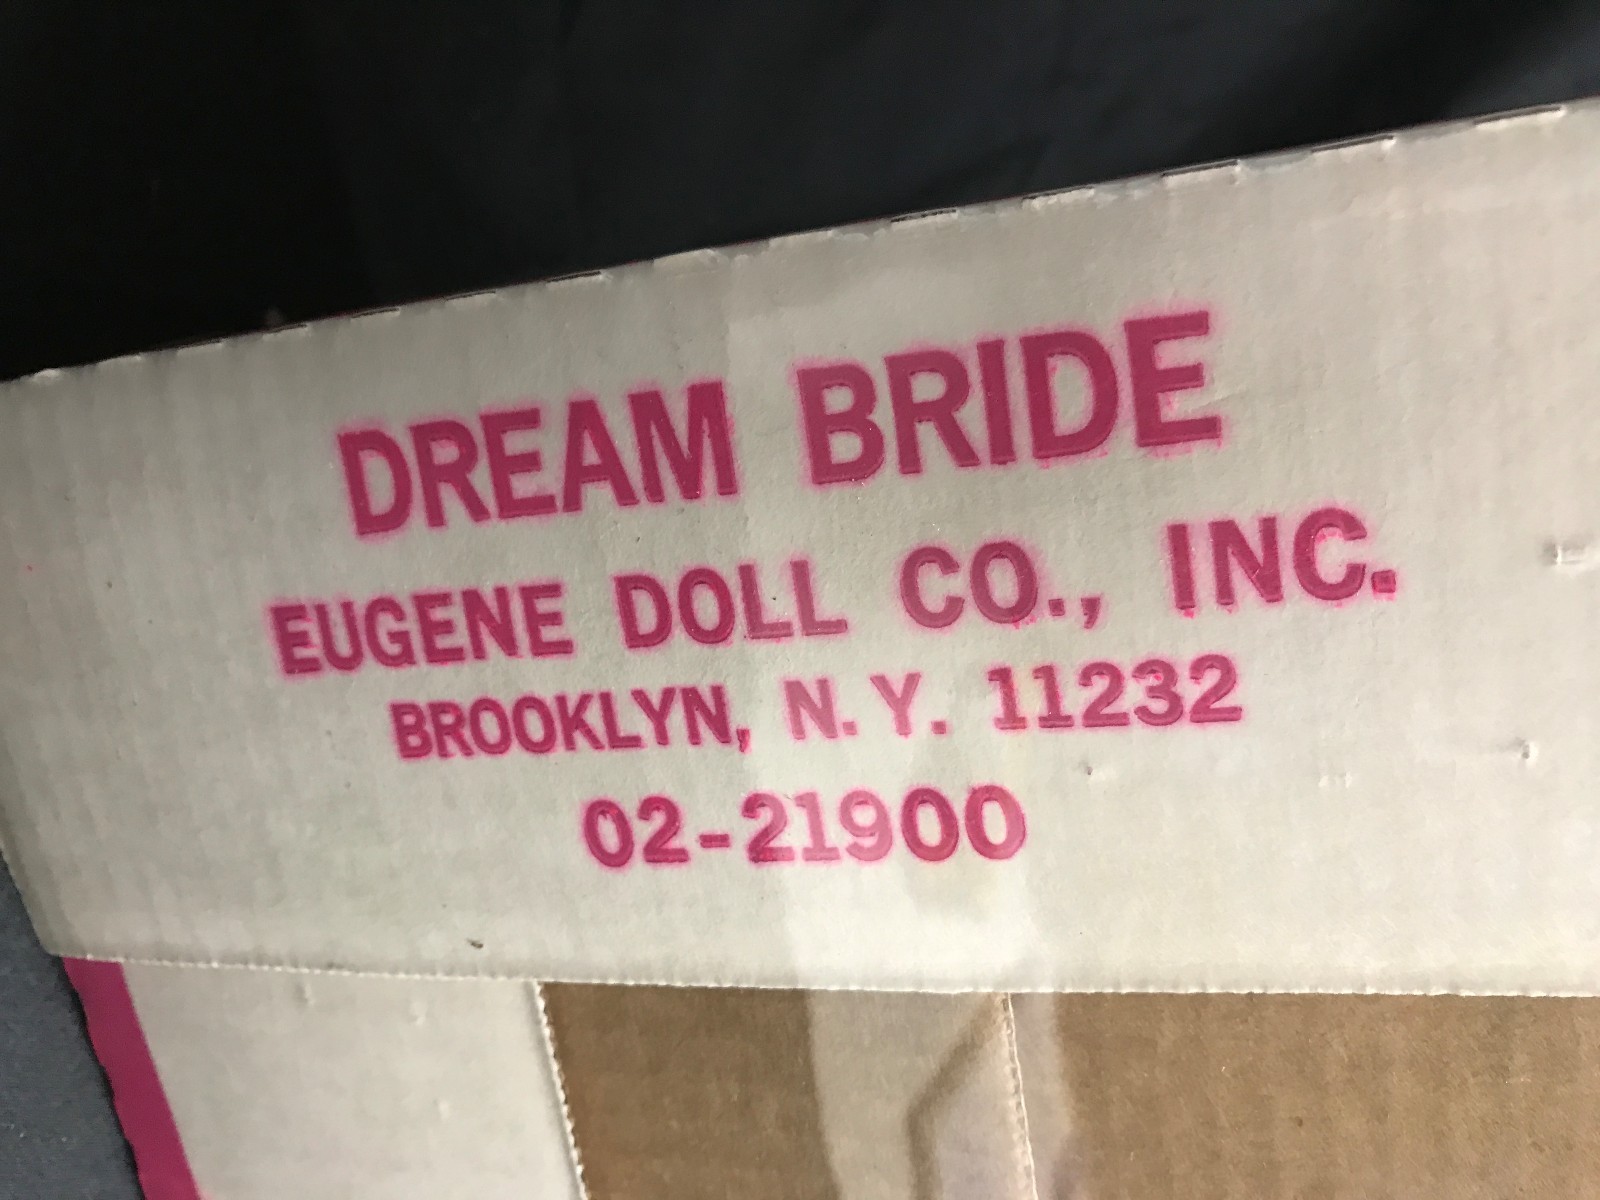 DREAM BRIDE
EUGENE DOLL CO., INC.
BROOKLYN, N. Y. 11232
02-21900